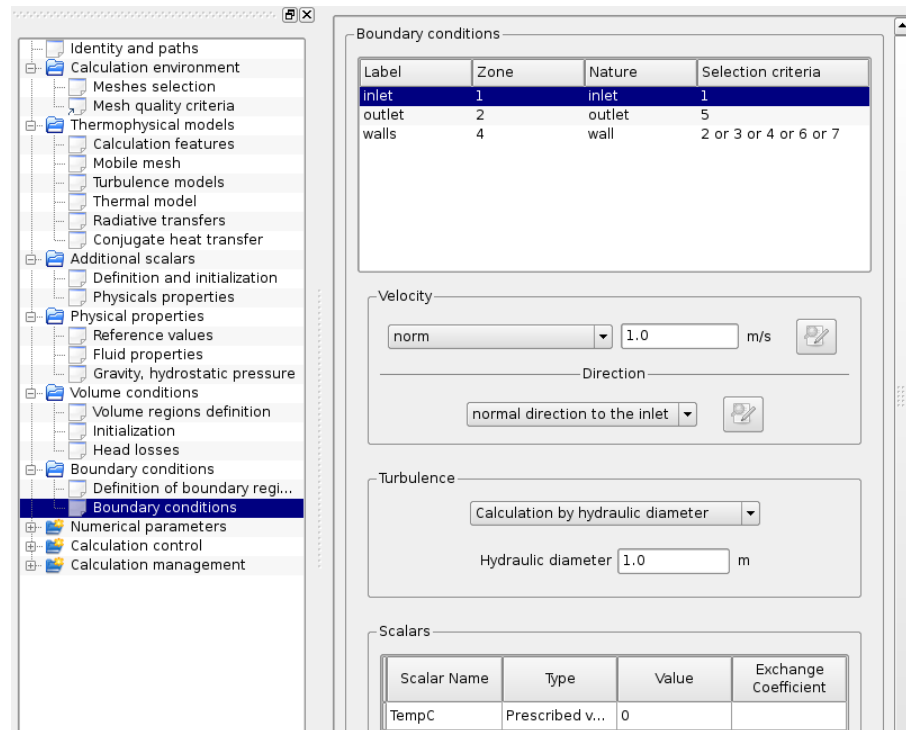 Identity and paths
Calculation environment
Meshes selection
Mesh quality criteria
Thermophysical models
Calculation features
Mobile mesh
Turbulence models
Thermal model
Radiative transfers
Conjugate heat transfer
Additional scalars
Definition and initialization
Physicals properties
Physical properties
Reference values
Fluid properties
Gravity, hydrostatic pressure
Volume conditions
Volume regions definition
Initialization
Head losses
Boundary conditions
Definition of boundary regi...
Boundary conditions
Numerical parameters
Calculation control
Calculation management
Boundary conditions
Label Zone Nature Selection criteria
inlet 1 inlet 1
outlet 2 outlet 5
walls 4 wall 2 or 3 or 4 or 6 or 7
Velocity
norm 1.0 m/s
Direction
normal direction to the inlet
Turbulence
Calculation by hydraulic diameter
Hydraulic diameter 1.0 m
Scalars
Scalar Name Type Value Exchange
Coefficient
TempC Prescribed v... 0